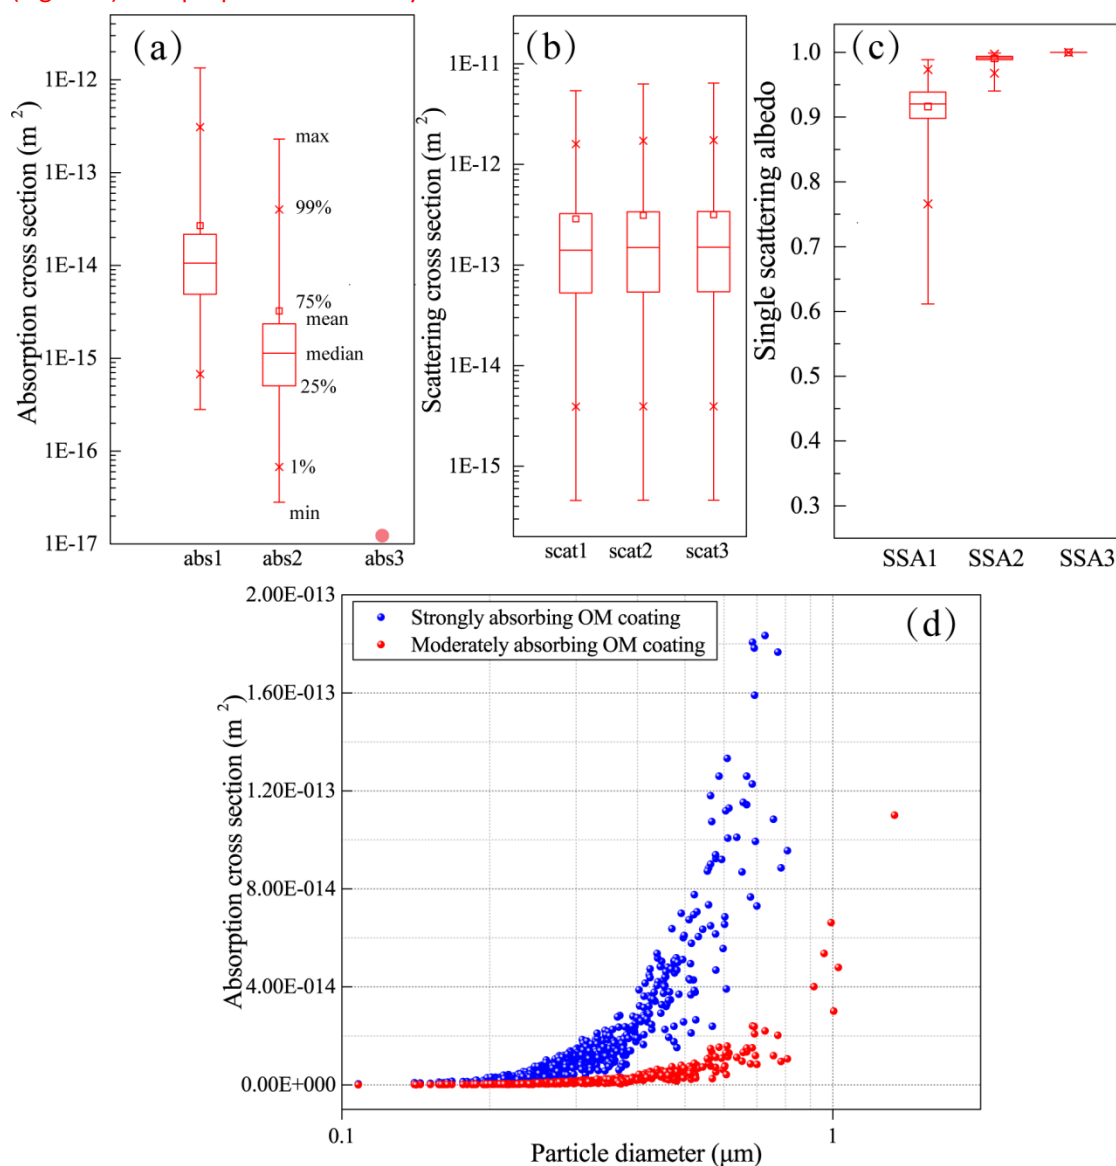 (a)
Absorption cross section (m 2)
1E-12
1E-13
1E-14
1E-15
1E-16
1E-17
max
99%
75%
mean
median
25%
1%
min
abs1 abs2 abs3
(b)
Scattering cross section (m 2)
1E-11
1E-12
1E-13
1E-14
1E-15
scat1 scat2 scat3
(c)
Single scattering albedo
1.0
0.9
0.8
0.7
0.6
0.5
0.4
0.3
SSA1 SSA2 SSA3
(d)
Strongly absorbing OM coating
Moderately absorbing OM coating
Absorption cross section (m 2)
2.00E-013
1.60E-013
1.20E-013
8.00E-014
4.00E-014
0.00E+000
0.1 1
Particle diameter (μm)